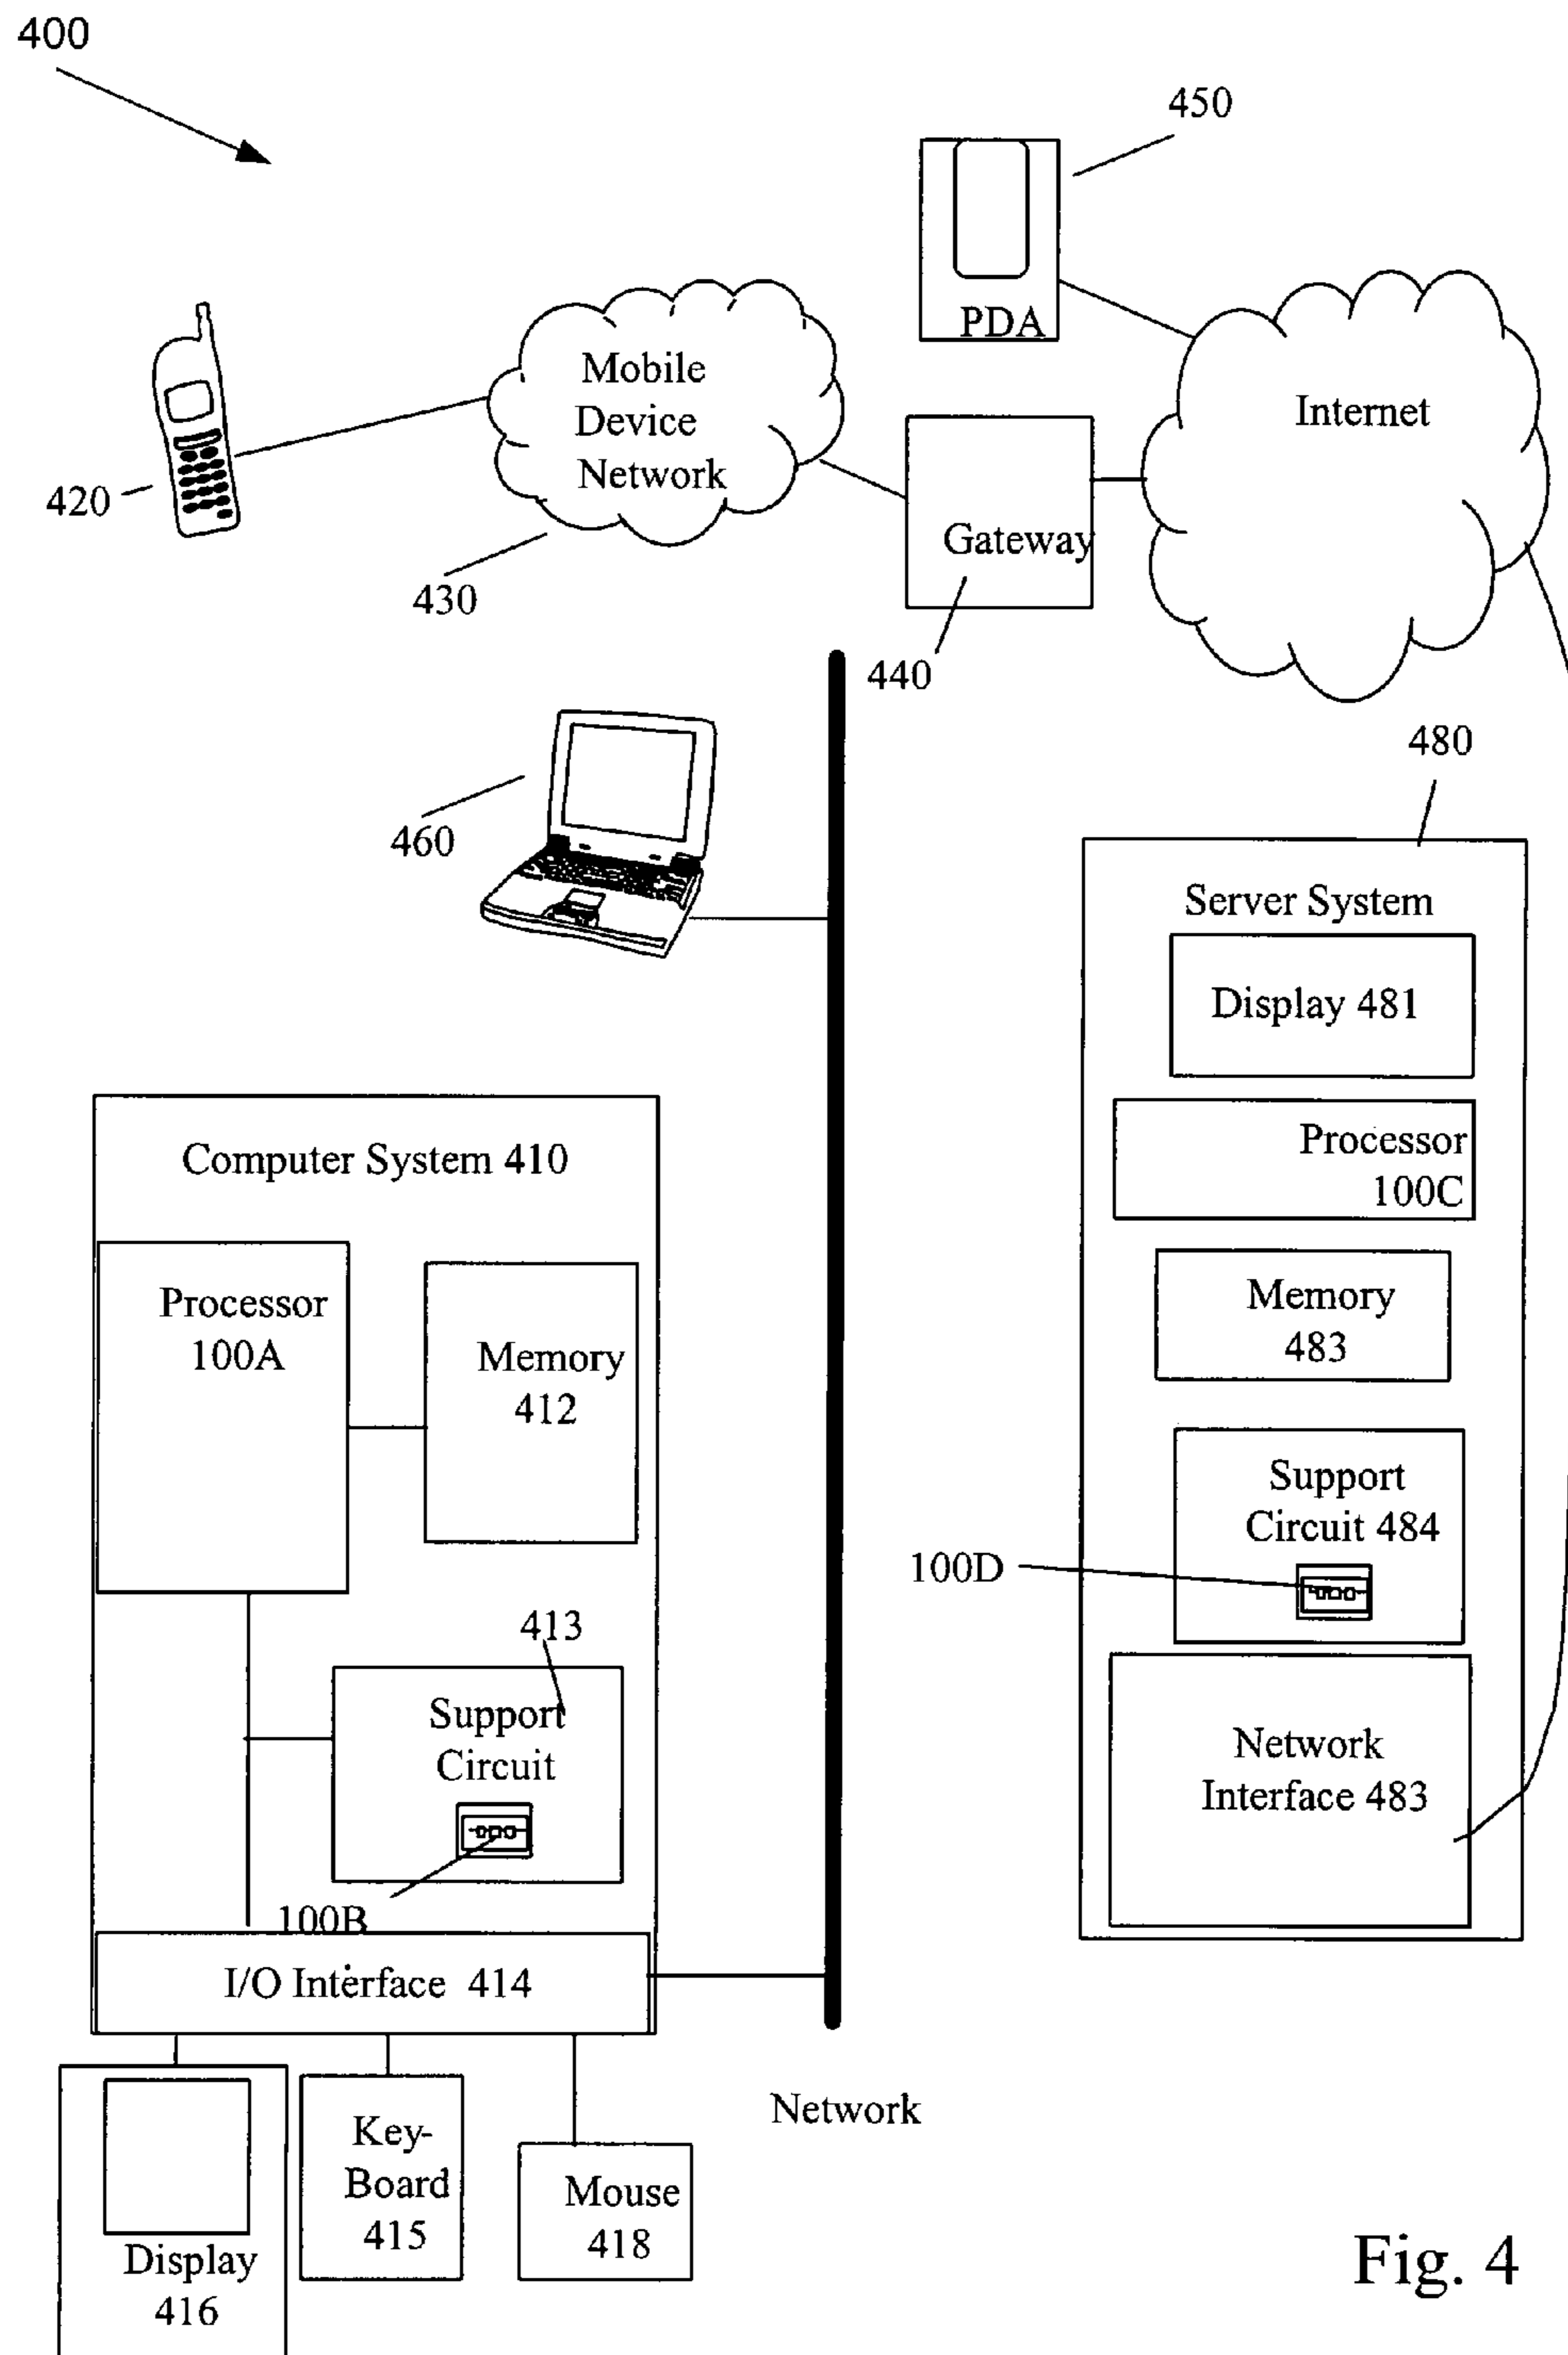 400
450
PDA
Mobile
Device
Network
Internet
420
Gateway
430
440
480
460
Server System
Display 481
Processor
100C
Computer System 410
Processor
100A
Memory
412
Memory
483
Support
Circuit 484
100D
413
Support
Circuit
100B
Network
Interface 483
I/O Interface 414
Network
Key-
Board
415
Mouse
418
Display
416
Fig. 4